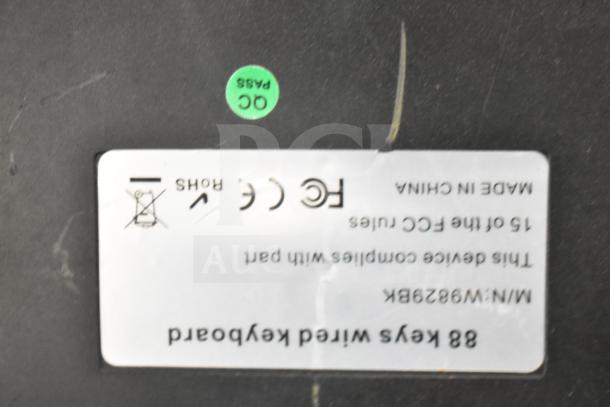 88 keys wired keyboard
M/N:W9829BK
This device complies with part
15 of the FCC rules
MADE IN CHINA
FC CE RoHS
QC
PASS